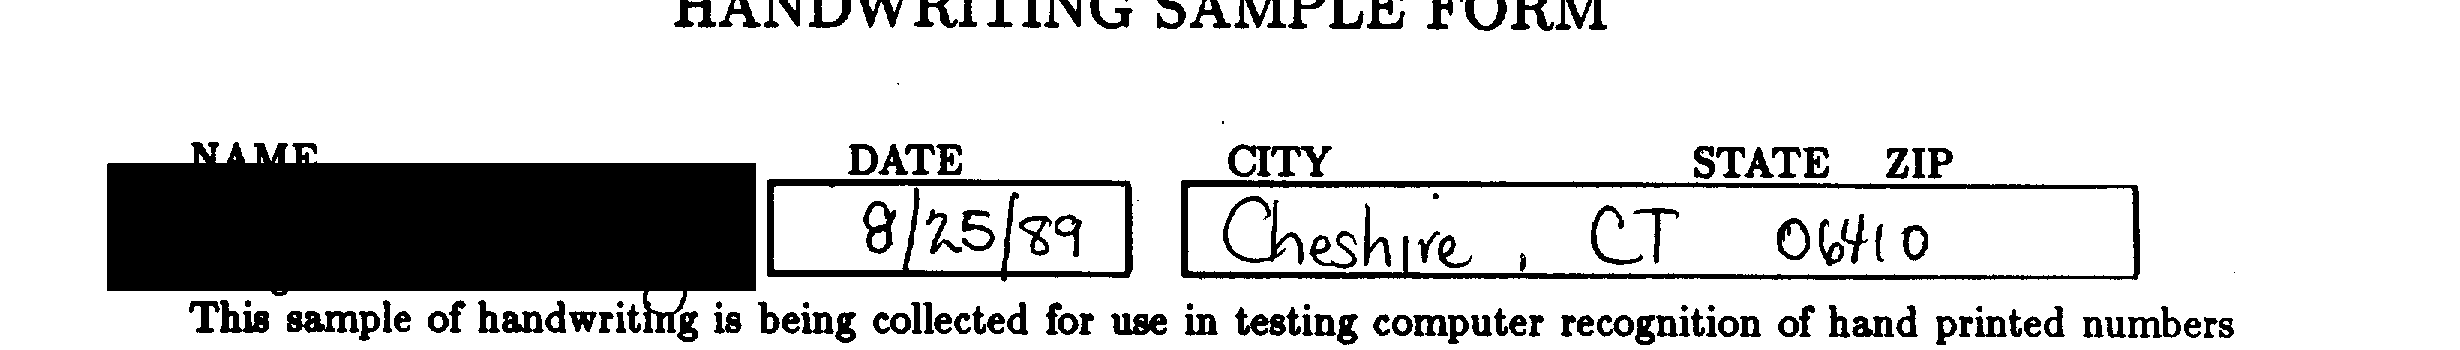 HANDWRITING SAMPLE FORM
NAME DATE CITY STATE ZIP
8/25/89 Cheshire, CT 06410
This sample of handwriting is being collected for use in testing computer recognition of hand printed numbers